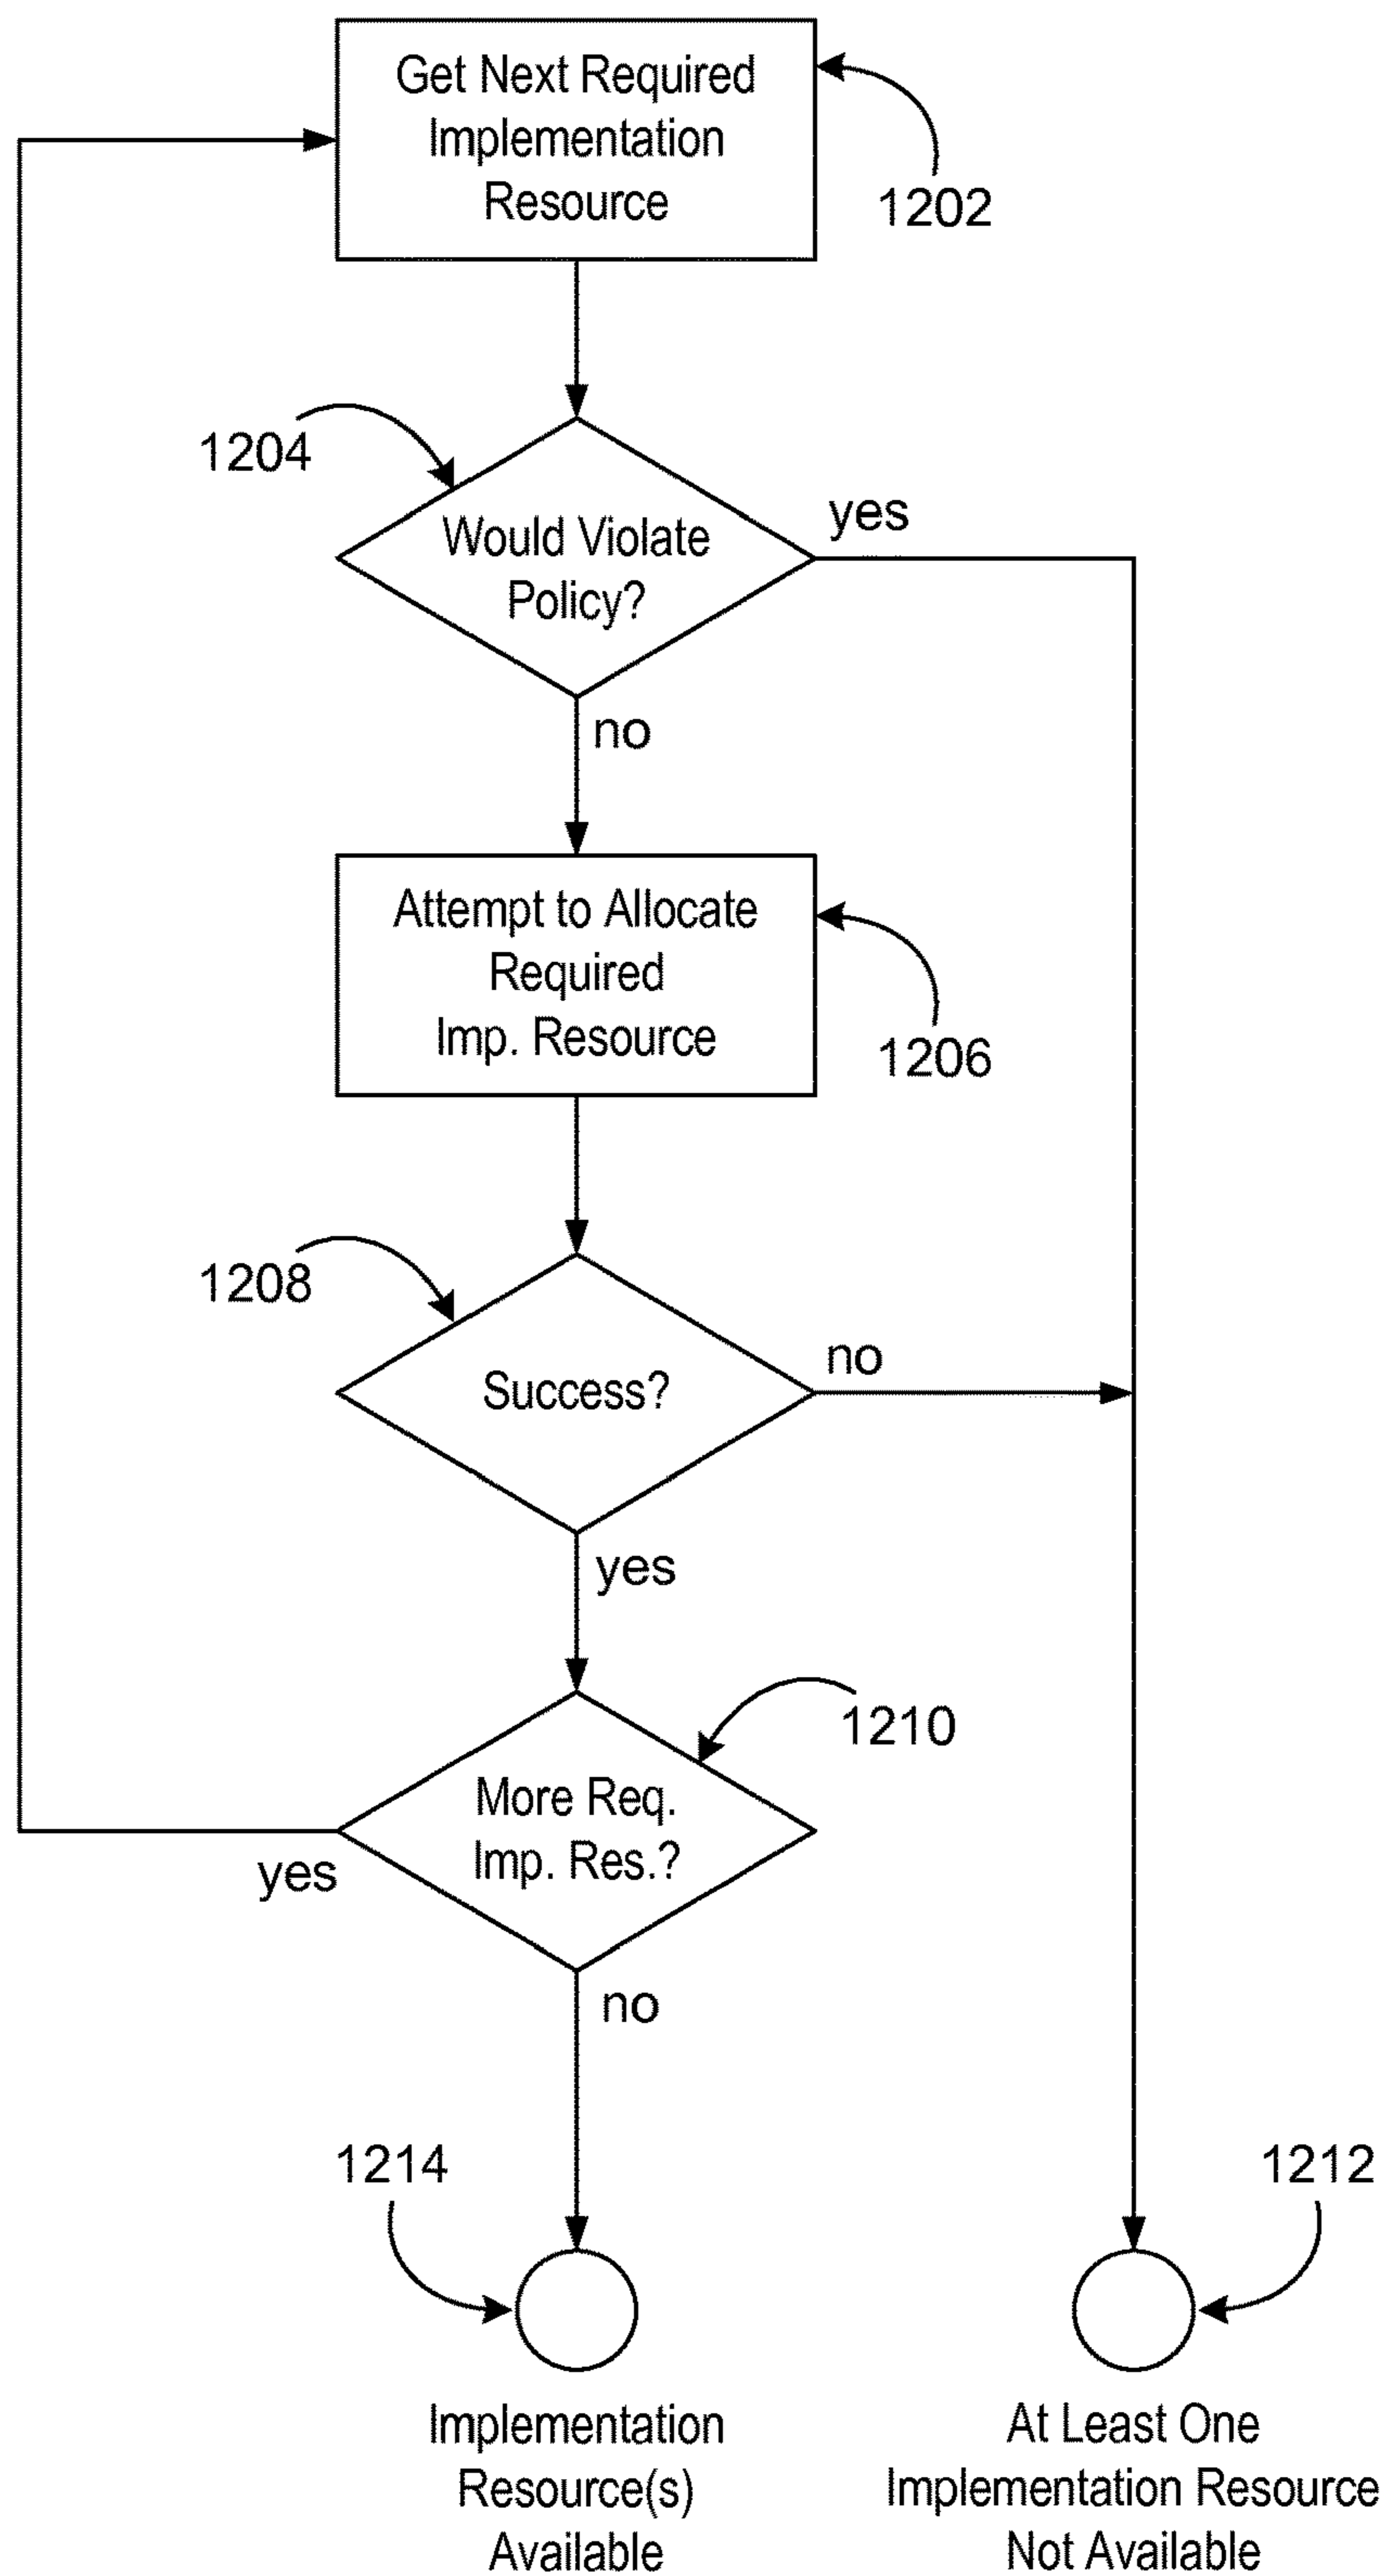 Get Next Required
Implementation
Resource
1202
1204
Would Violate
Policy?
yes
no
Attempt to Allocate
Required
Imp. Resource
1206
1208
Success?
no
yes
1210
More Req.
Imp. Res.?
yes
no
1214
1212
Implementation
Resource(s)
Available
At Least One
Implementation Resource
Not Available